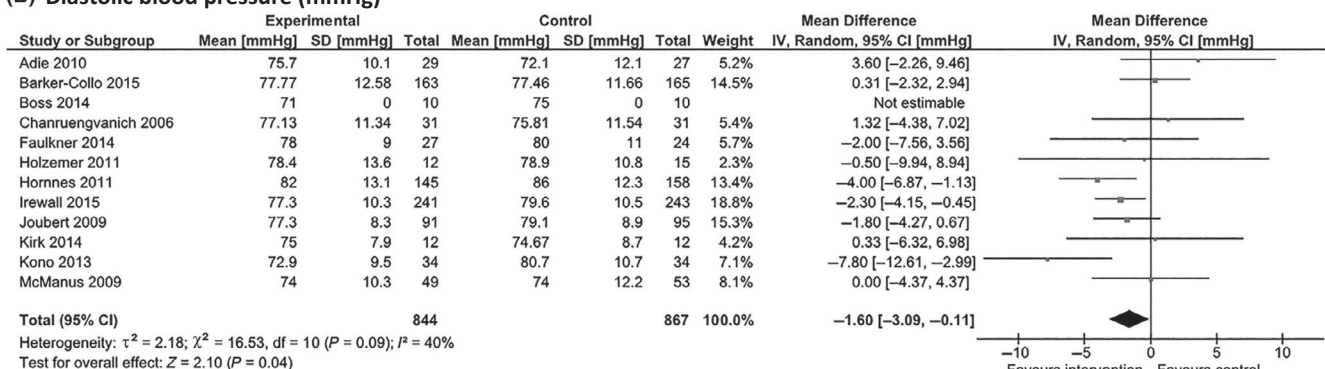 (B) Diastolic blood pressure (mmHg)
Experimental Control Mean Difference Mean Difference
Study or Subgroup Mean [mmHg] SD [mmHg] Total Mean [mmHg] SD [mmHg] Total Weight IV, Random, 95% CI [mmHg] IV, Random, 95% CI [mmHg]
Adie 2010 75.7 10.1 29 72.1 12.1 27 5.2% 3.60 [−2.26, 9.46]
Barker-Collo 2015 77.77 12.58 163 77.46 11.66 165 14.5% 0.31 [−2.32, 2.94]
Boss 2014 71 0 10 75 0 10 Not estimable
Chanruengvanich 2006 77.13 11.34 31 75.81 11.54 31 5.4% 1.32 [−4.38, 7.02]
Faulkner 2014 78 9 27 80 11 24 5.7% −2.00 [−7.56, 3.56]
Holzemer 2011 78.4 13.6 12 78.9 10.8 15 2.3% −0.50 [−9.94, 8.94]
Hornnes 2011 82 13.1 145 86 12.3 158 13.4% −4.00 [−6.87, −1.13]
Irewall 2015 77.3 10.3 241 79.6 10.5 243 18.8% −2.30 [−4.15, −0.45]
Joubert 2009 77.3 8.3 91 79.1 8.9 95 15.3% −1.80 [−4.27, 0.67]
Kirk 2014 75 7.9 12 74.67 8.7 12 4.2% 0.33 [−6.32, 6.98]
Kono 2013 72.9 9.5 34 80.7 10.7 34 7.1% −7.80 [−12.61, −2.99]
McManus 2009 74 10.3 49 74 12.2 53 8.1% 0.00 [−4.37, 4.37]
Total (95% CI) 844 867 100.0% −1.60 [−3.09, −0.11]
Heterogeneity: τ² = 2.18; χ² = 16.53, df = 10 (P = 0.09); I² = 40%
Test for overall effect: Z = 2.10 (P = 0.04)
−10 −5 0 5 10
Favours intervention Favours control